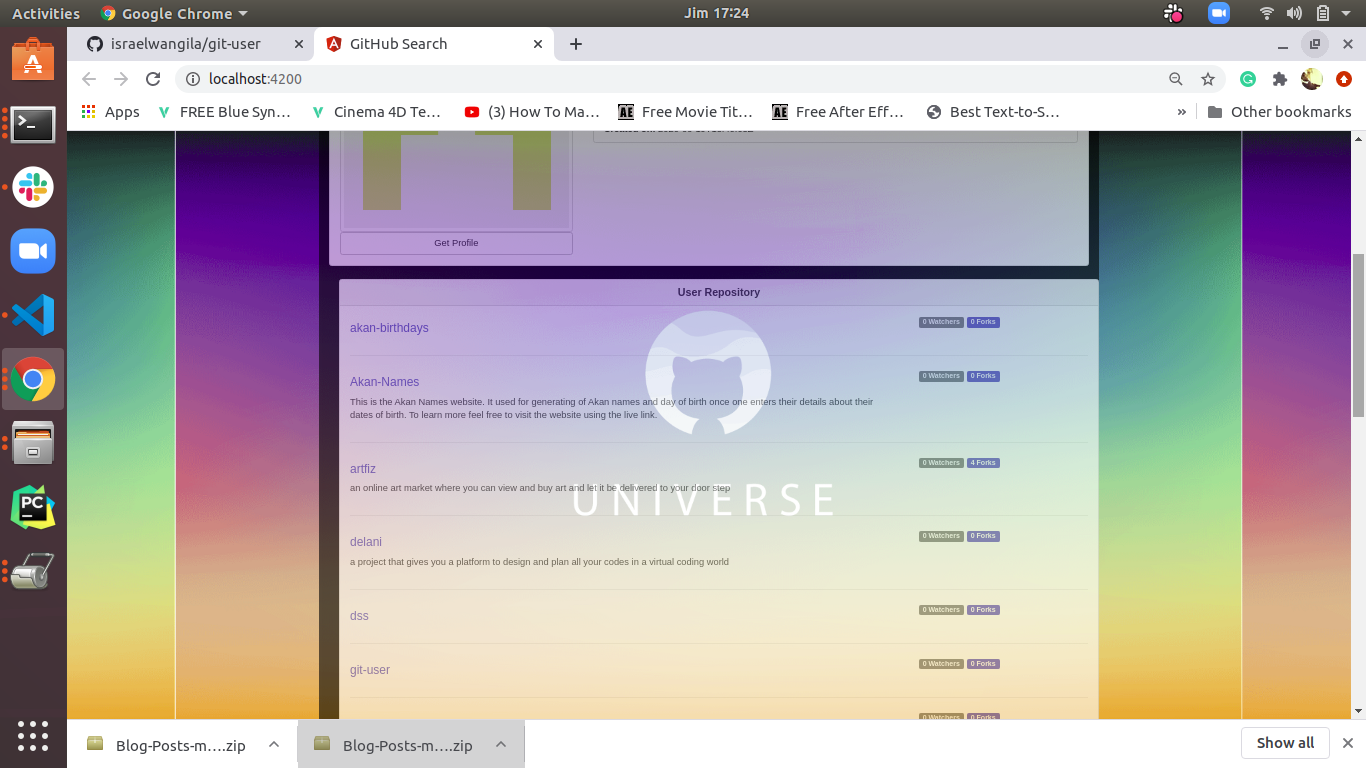 Activities
Google Chrome
Jim 17:24
israelwangila/git-user
GitHub Search
localhost:4200
Apps
FREE Blue Syn…
Cinema 4D Te…
(3) How To Ma…
AE
Free Movie Tit…
AE
Free After Eff…
Best Text-to-S…
»
Other bookmarks
Get Profile
User Repository
akan-birthdays
0 Watchers 0 Forks
Akan-Names
0 Watchers 0 Forks
This is the Akan Names website. It used for generating of Akan names and day of birth once one enters their details about their
dates of birth. To learn more feel free to visit the website using the live link.
artfiz
0 Watchers 4 Forks
an online art market where you can view and buy art and let it be delivered to your door step
UNIVERSE
delani
0 Watchers 0 Forks
a project that gives you a platform to design and plan all your codes in a virtual coding world
dss
0 Watchers 0 Forks
git-user
0 Watchers 0 Forks
0 Watchers 0 Forks
PC
Blog-Posts-m….zip
Blog-Posts-m….zip
Show all